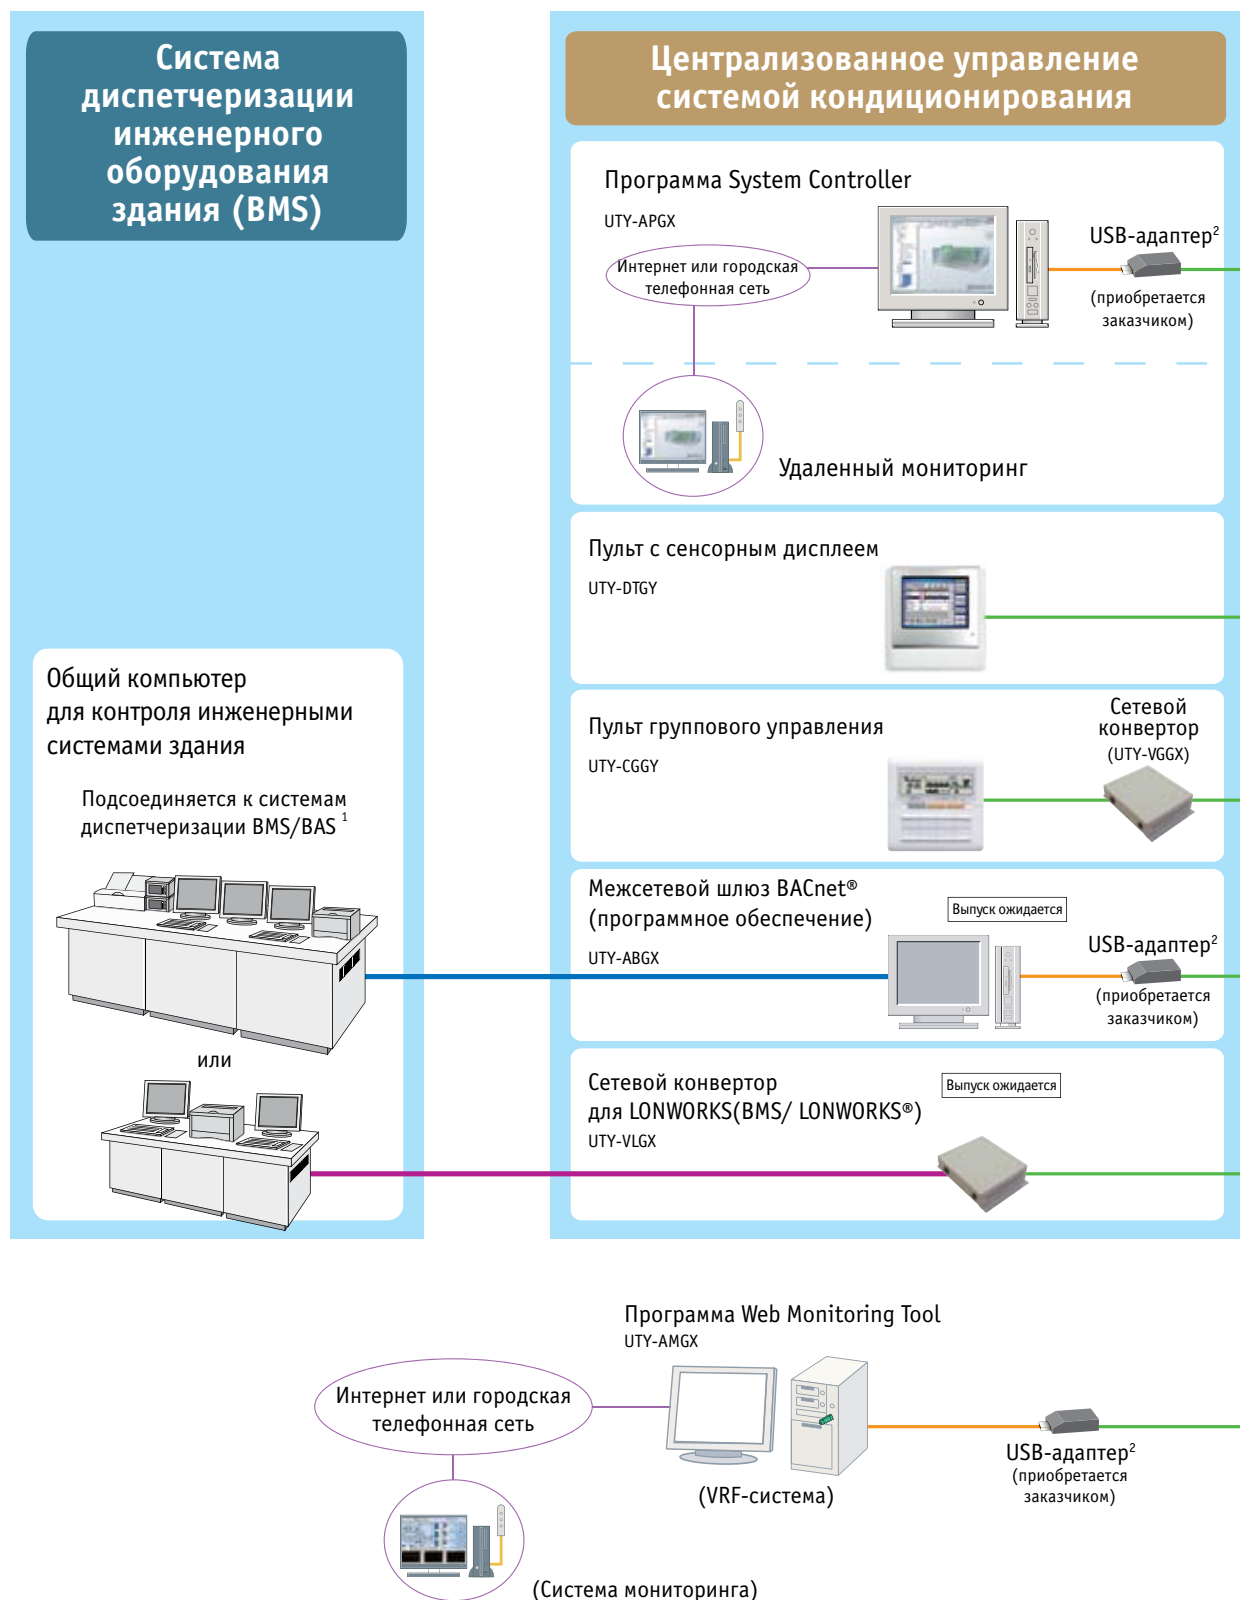 Система
диспетчеризации
инженерного
оборудования
здания (BMS)
Общий компьютер
для контроля инженерными
системами здания
Подсоединяется к системам
диспетчеризации BMS/BAS 1
или
Централизованное управление
системой кондиционирования
Программа System Controller
UTY-APGX
Интернет или городская
телефонная сеть
USB-адаптер2
(приобретается
заказчиком)
Удаленный мониторинг
Пульт с сенсорным дисплеем
UTY-DTGY
Пульт группового управления
UTY-CGGY
Сетевой
конвертор
(UTY-VGGX)
Межсетевой шлюз BACnet®
(программное обеспечение)
UTY-ABGX
Выпуск ожидается
USB-адаптер2
(приобретается
заказчиком)
Сетевой конвертор
для LONWORKS(BMS/ LONWORKS®)
UTY-VLGX
Выпуск ожидается
Программа Web Monitoring Tool
UTY-AMGX
Интернет или городская
телефонная сеть
(VRF-система)
USB-адаптер2
(приобретается
заказчиком)
(Система мониторинга)